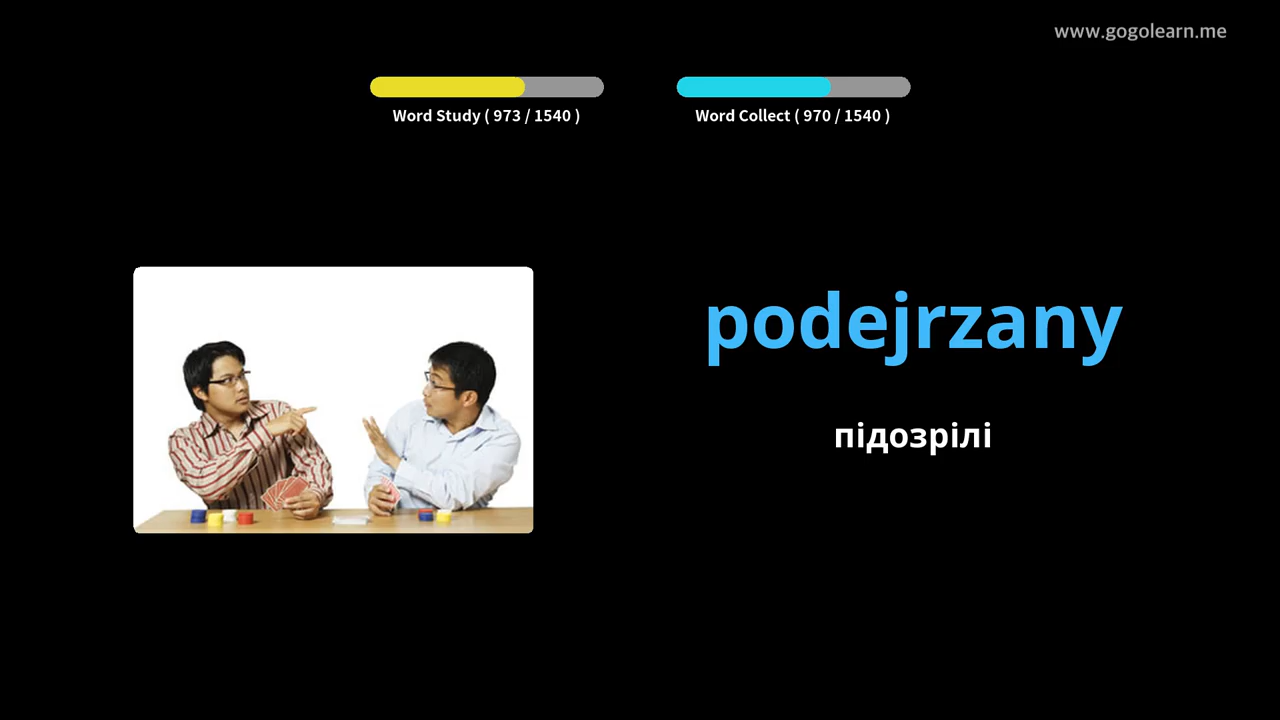 www.gogolearn.me
Word Study ( 973 / 1540 )
Word Collect ( 970 / 1540 )
podejrzany
підозрілі